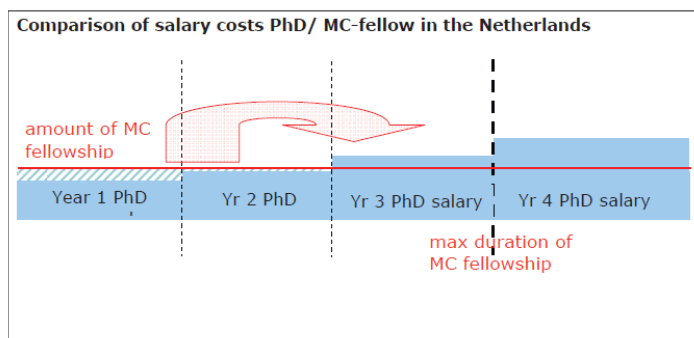 Comparison of salary costs PhD/ MC-fellow in the Netherlands
amount of MC
fellowship
Year 1 PhD
Yr 2 PhD
Yr 3 PhD salary
Yr 4 PhD salary
max duration of
MC fellowship